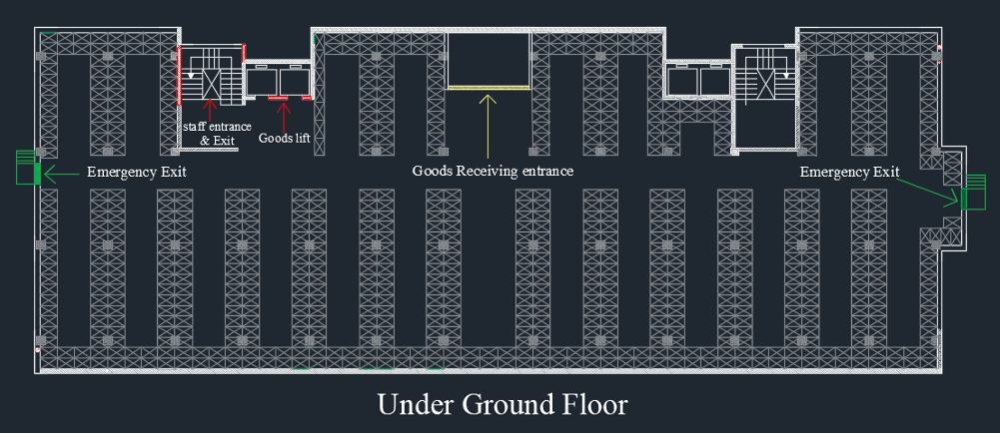 staff entrance
& Exit
Goods lift
Emergency Exit
Goods Receiving entrance
Emergency Exit
Under Ground Floor